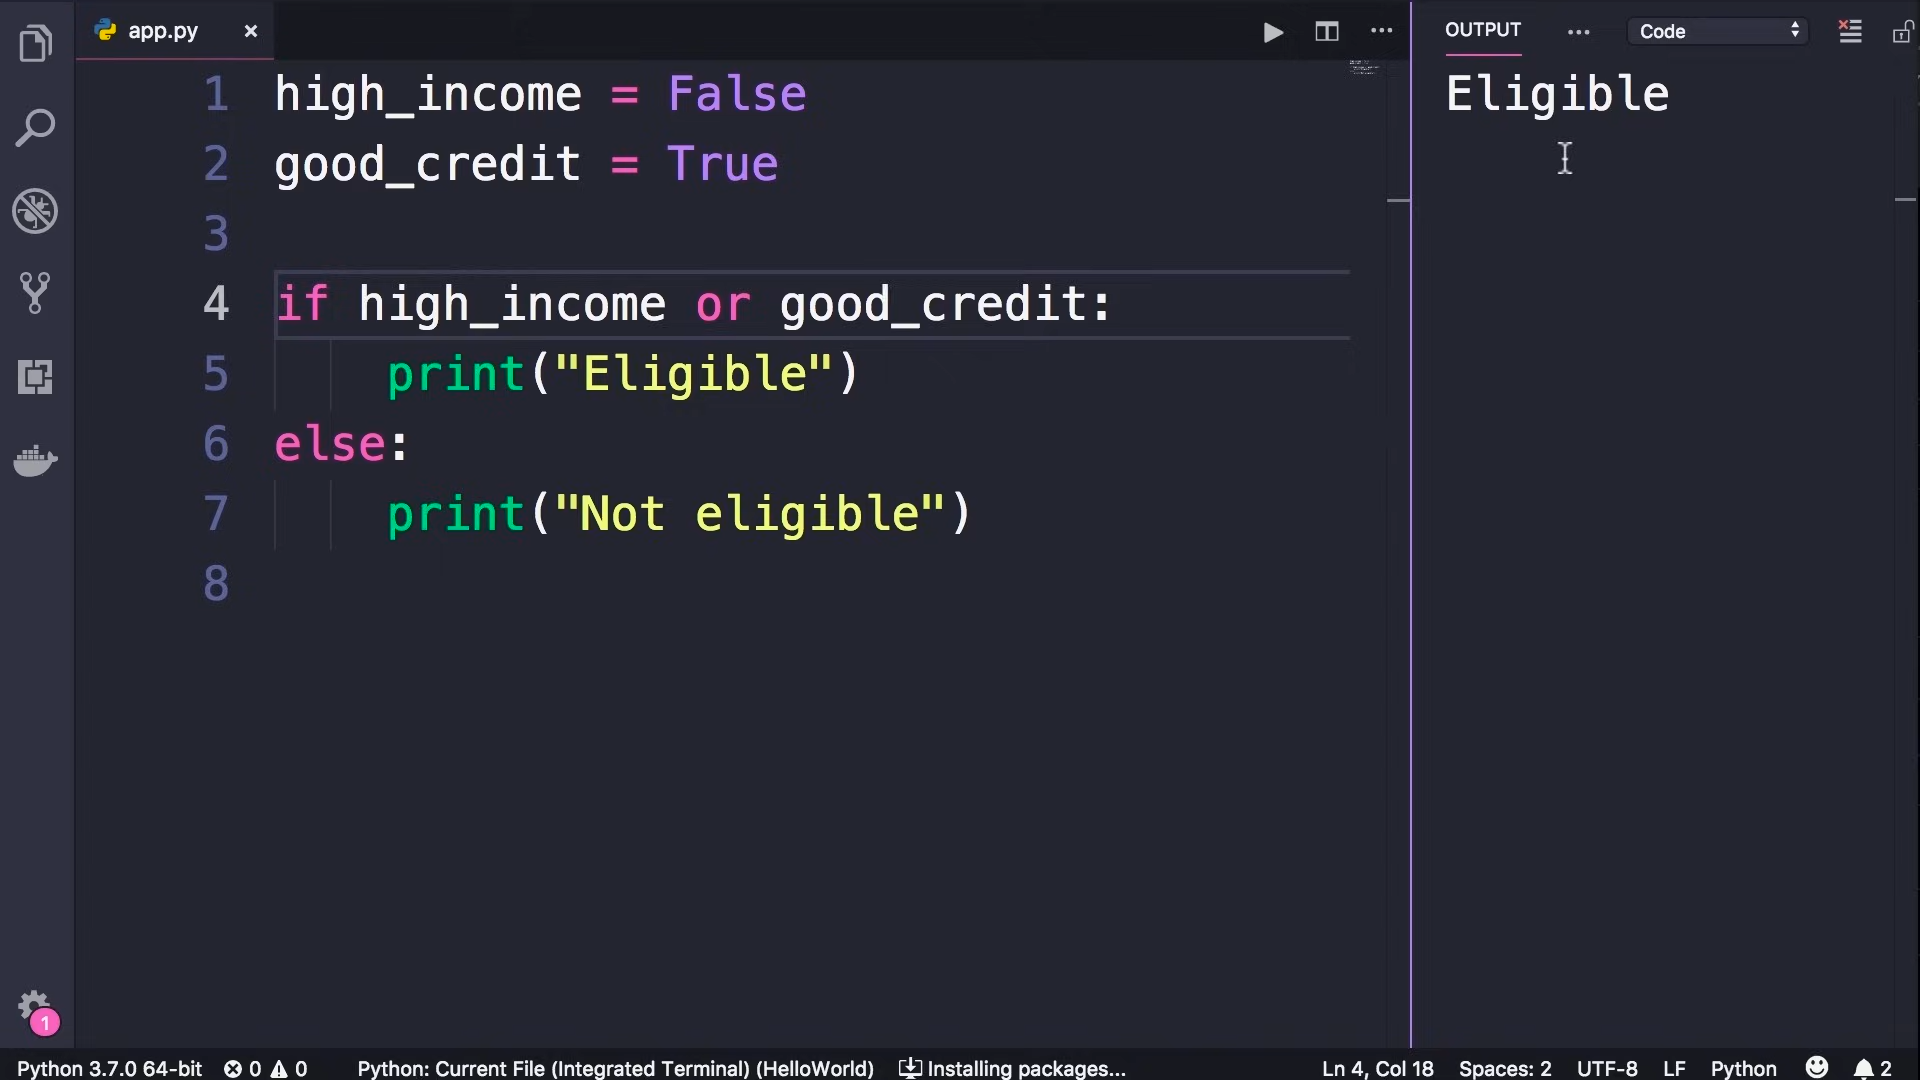 app.py ×
OUTPUT ... Code
1 high_income = False
2 good_credit = True
3
4 if high_income or good_credit:
5     print("Eligible")
6 else:
7     print("Not eligible")
8
Eligible
1
Python 3.7.0 64-bit 0 0 Python: Current File (Integrated Terminal) (HelloWorld) Installing packages... Ln 4, Col 18 Spaces: 2 UTF-8 LF Python 2